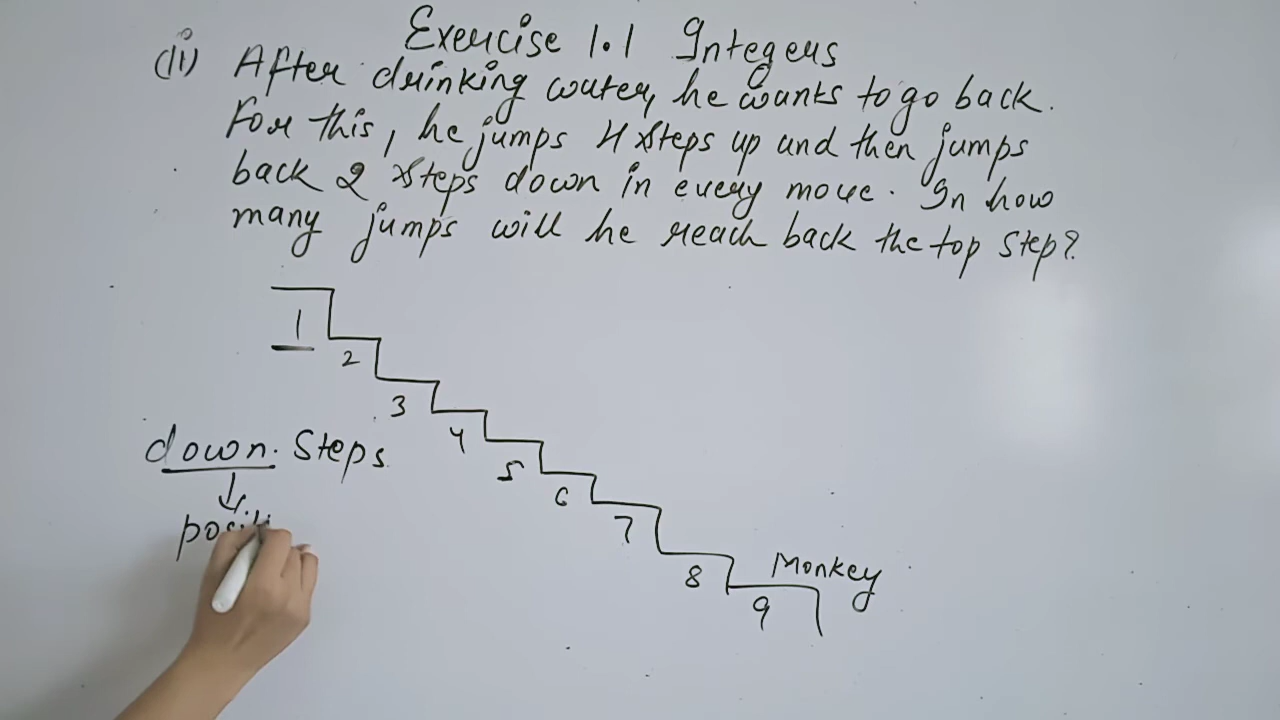 Exercise 1.1 Integers
(ii) After drinking water, he wants to go back.
For this, he jumps 4 steps up and then jumps
back 2 steps down in every move. In how
many jumps will he reach back the top step?
1
2
3
4
5
6
7
8
9
Monkey
down. Steps
positi